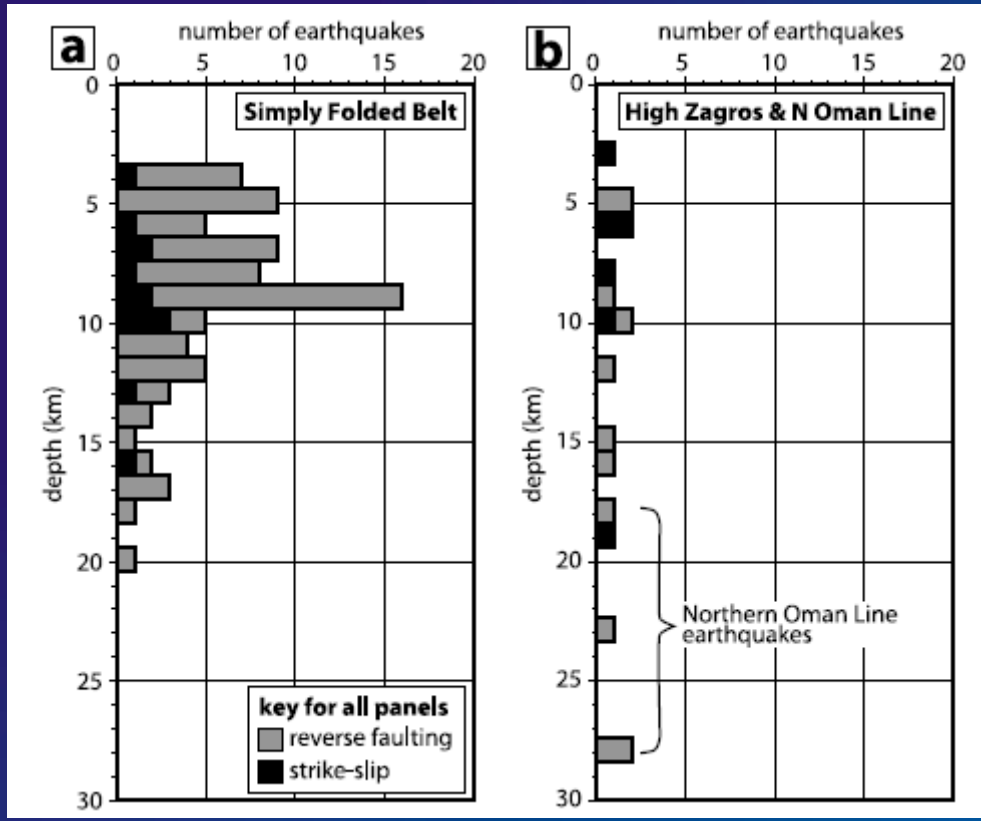 a
number of earthquakes
0 5 10 15 20
Simply Folded Belt
0
5
10
15
20
25
30
depth (km)
key for all panels
reverse faulting
strike-slip
b
number of earthquakes
0 5 10 15 20
High Zagros & N Oman Line
0
5
10
15
20
25
30
depth (km)
Northern Oman Line
earthquakes